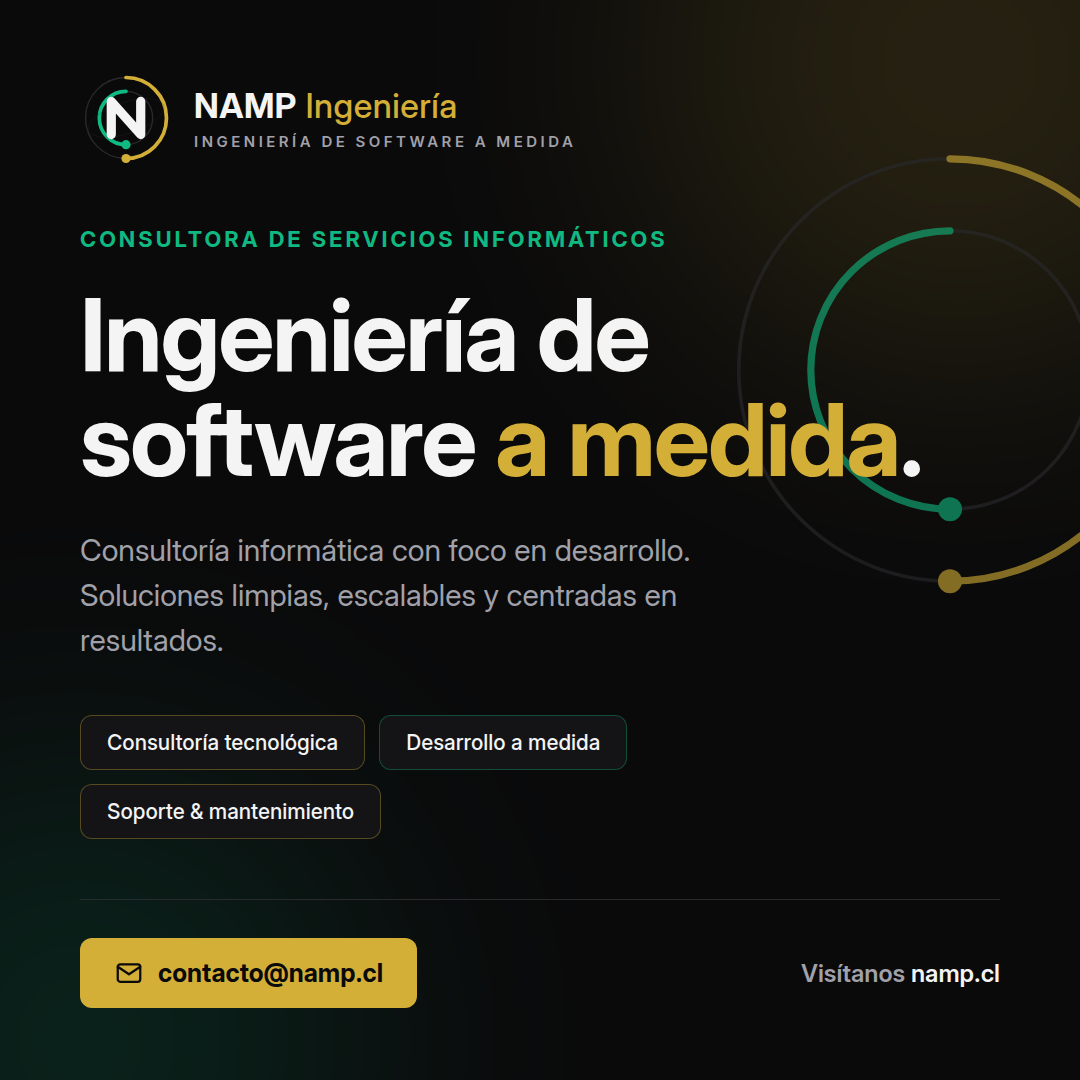 N
NAMP Ingeniería
INGENIERÍA DE SOFTWARE A MEDIDA
CONSULTORA DE SERVICIOS INFORMÁTICOS
Ingeniería de
software a medida.
Consultoría informática con foco en desarrollo.
Soluciones limpias, escalables y centradas en
resultados.
Consultoría tecnológica
Desarrollo a medida
Soporte & mantenimiento
contacto@namp.cl
Visítanos namp.cl